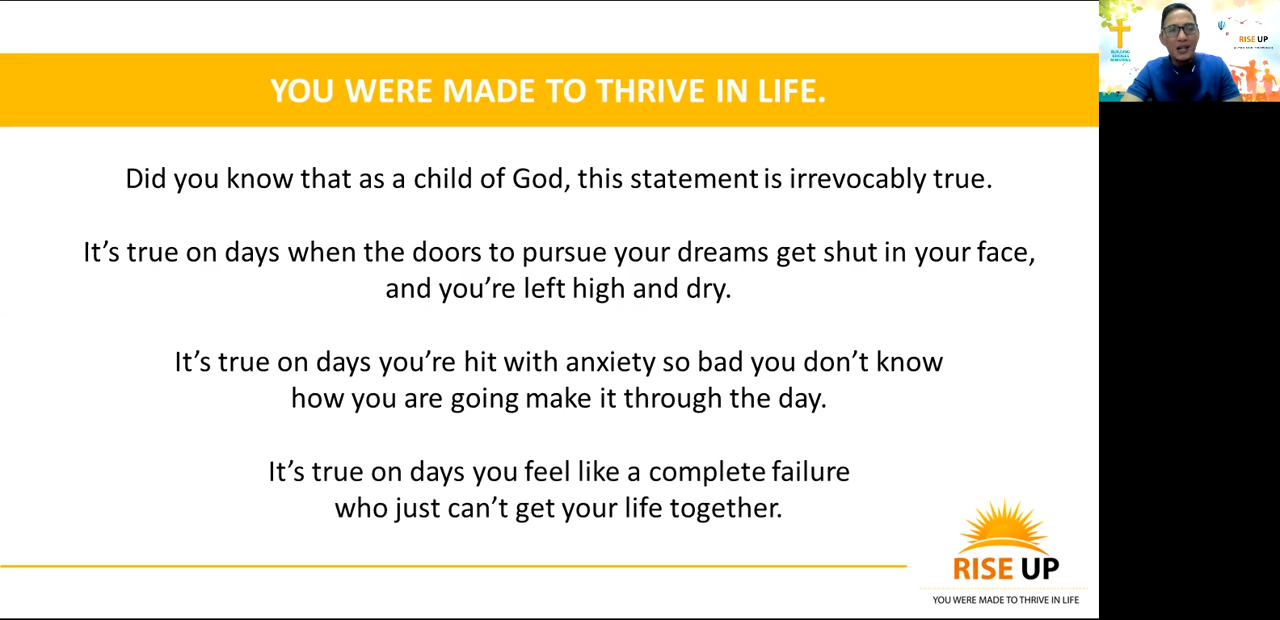 YOU WERE MADE TO THRIVE IN LIFE.
Did you know that as a child of God, this statement is irrevocably true.
It’s true on days when the doors to pursue your dreams get shut in your face,
and you’re left high and dry.
It’s true on days you’re hit with anxiety so bad you don’t know
how you are going make it through the day.
It’s true on days you feel like a complete failure
who just can’t get your life together.
RISE UP
YOU WERE MADE TO THRIVE IN LIFE
BUILDING
BRIDGES
MINISTRIES
RISE UP